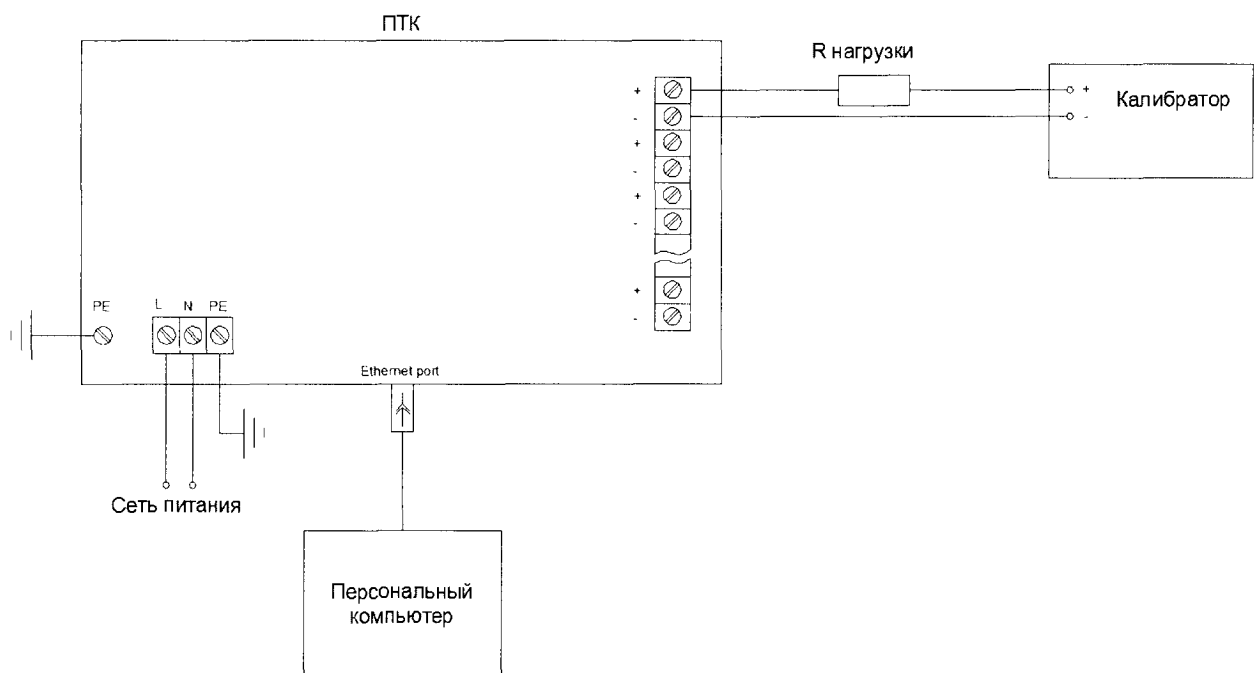 ПТК
R нагрузки
+
-
+
-
+
-
+
-
+
-
Калибратор
PE
L N PE
Ethernet port
Сеть питания
Персональный
компьютер